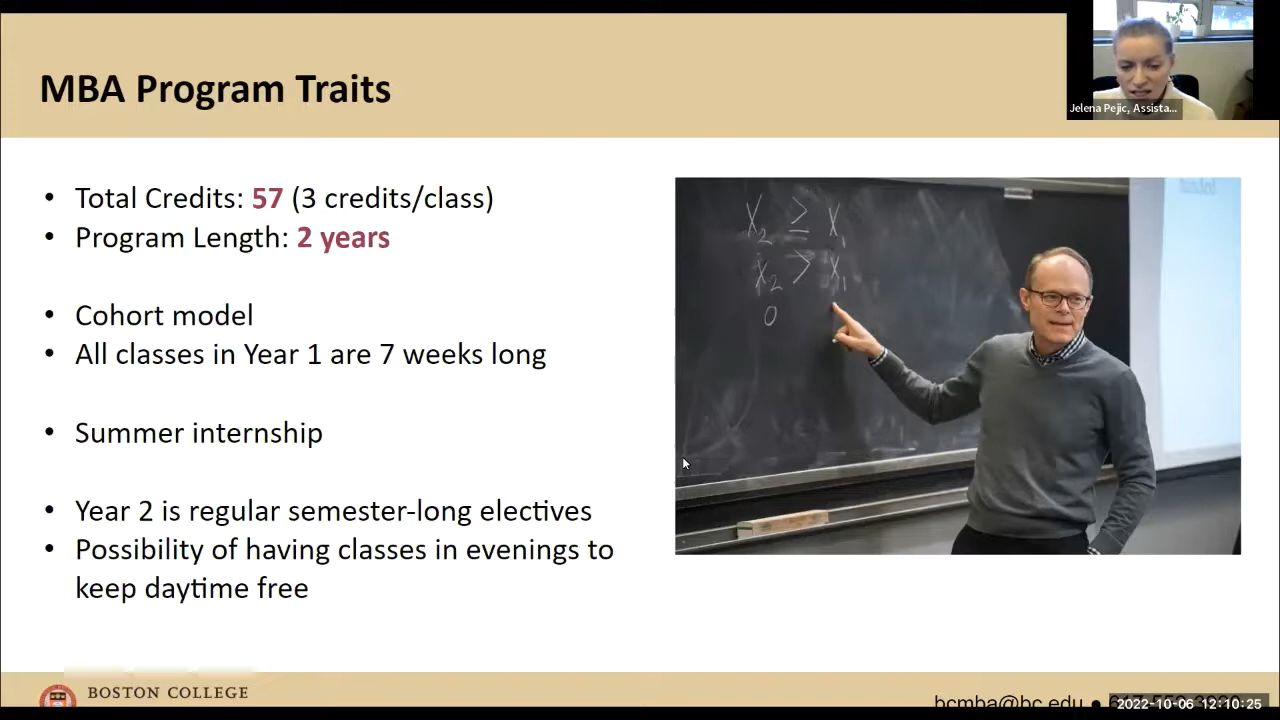 MBA Program Traits
Jelena Pejic, Assista...
• Total Credits: 57 (3 credits/class)
• Program Length: 2 years
• Cohort model
• All classes in Year 1 are 7 weeks long
• Summer internship
• Year 2 is regular semester-long electives
• Possibility of having classes in evenings to
keep daytime free
X₂ ≥ X₁
X₂ > X₁
0
BOSTON COLLEGE
bcmba@bc.edu •
2022-10-06 12:10:25